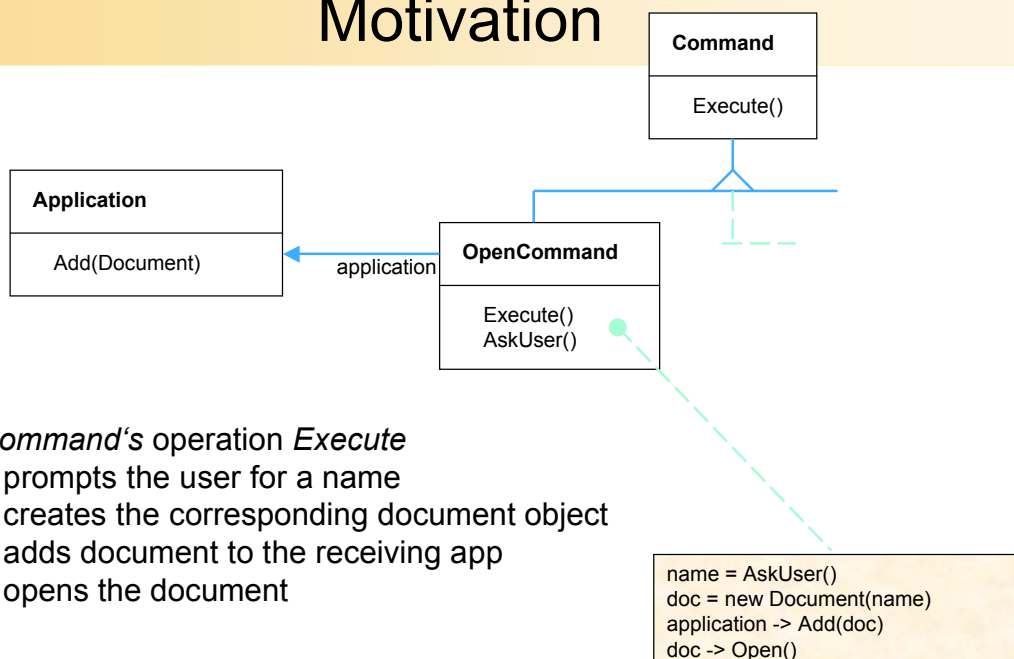 Motivation
Command
Execute()
Application
Add(Document)
application
OpenCommand
Execute()
AskUser()
ommand‘s operation Execute
prompts the user for a name
creates the corresponding document object
adds document to the receiving app
opens the document
name = AskUser()
doc = new Document(name)
application -> Add(doc)
doc -> Open()